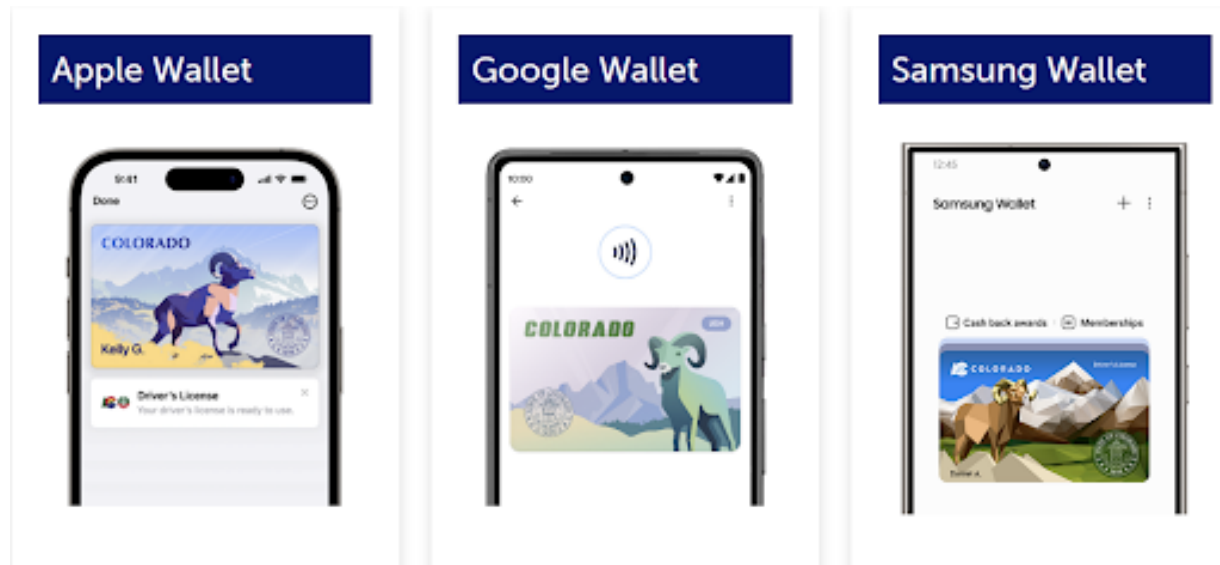 Apple Wallet
9:41
Done
COLORADO
Kelly G.
Driver's License
Your driver's license is ready to use.
Google Wallet
10:00
COLORADO
Samsung Wallet
12:45
Samsung Wallet
Cash back awards
Memberships
COLORADO
Driver's License